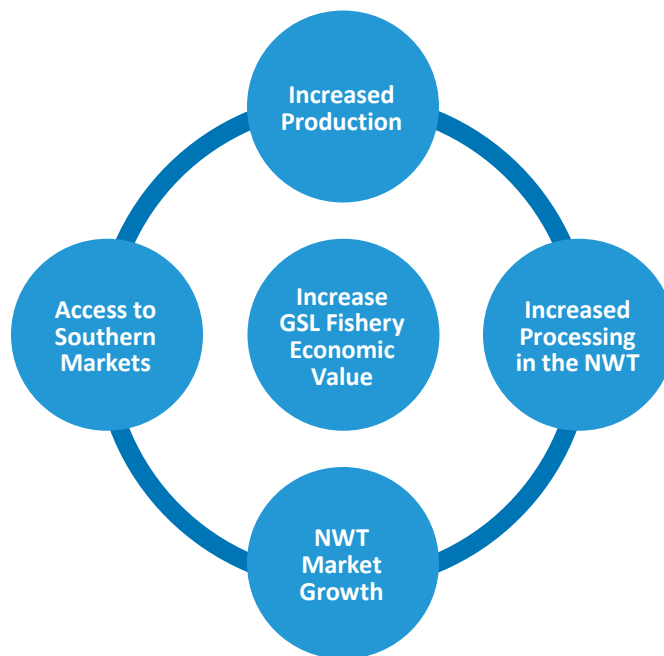 Increased
Production
Access to
Southern
Markets
Increase
GSL Fishery
Economic
Value
Increased
Processing
in the NWT
NWT
Market
Growth